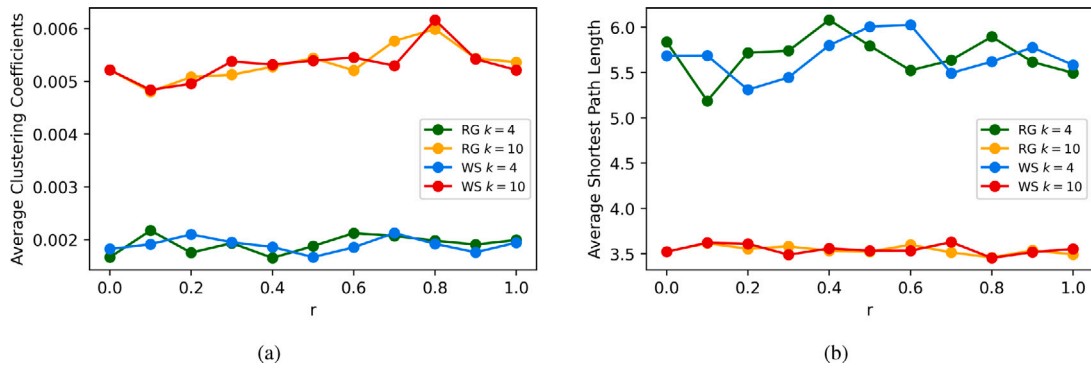 Average Clustering Coefficients
0.006
0.005
0.004
0.003
0.002
RG k = 4
RG k = 10
WS k = 4
WS k = 10
0.0 0.2 0.4 0.6 0.8 1.0
r
(a)
Average Shortest Path Length
6.0
5.5
5.0
4.5
4.0
3.5
RG k = 4
RG k = 10
WS k = 4
WS k = 10
0.0 0.2 0.4 0.6 0.8 1.0
r
(b)